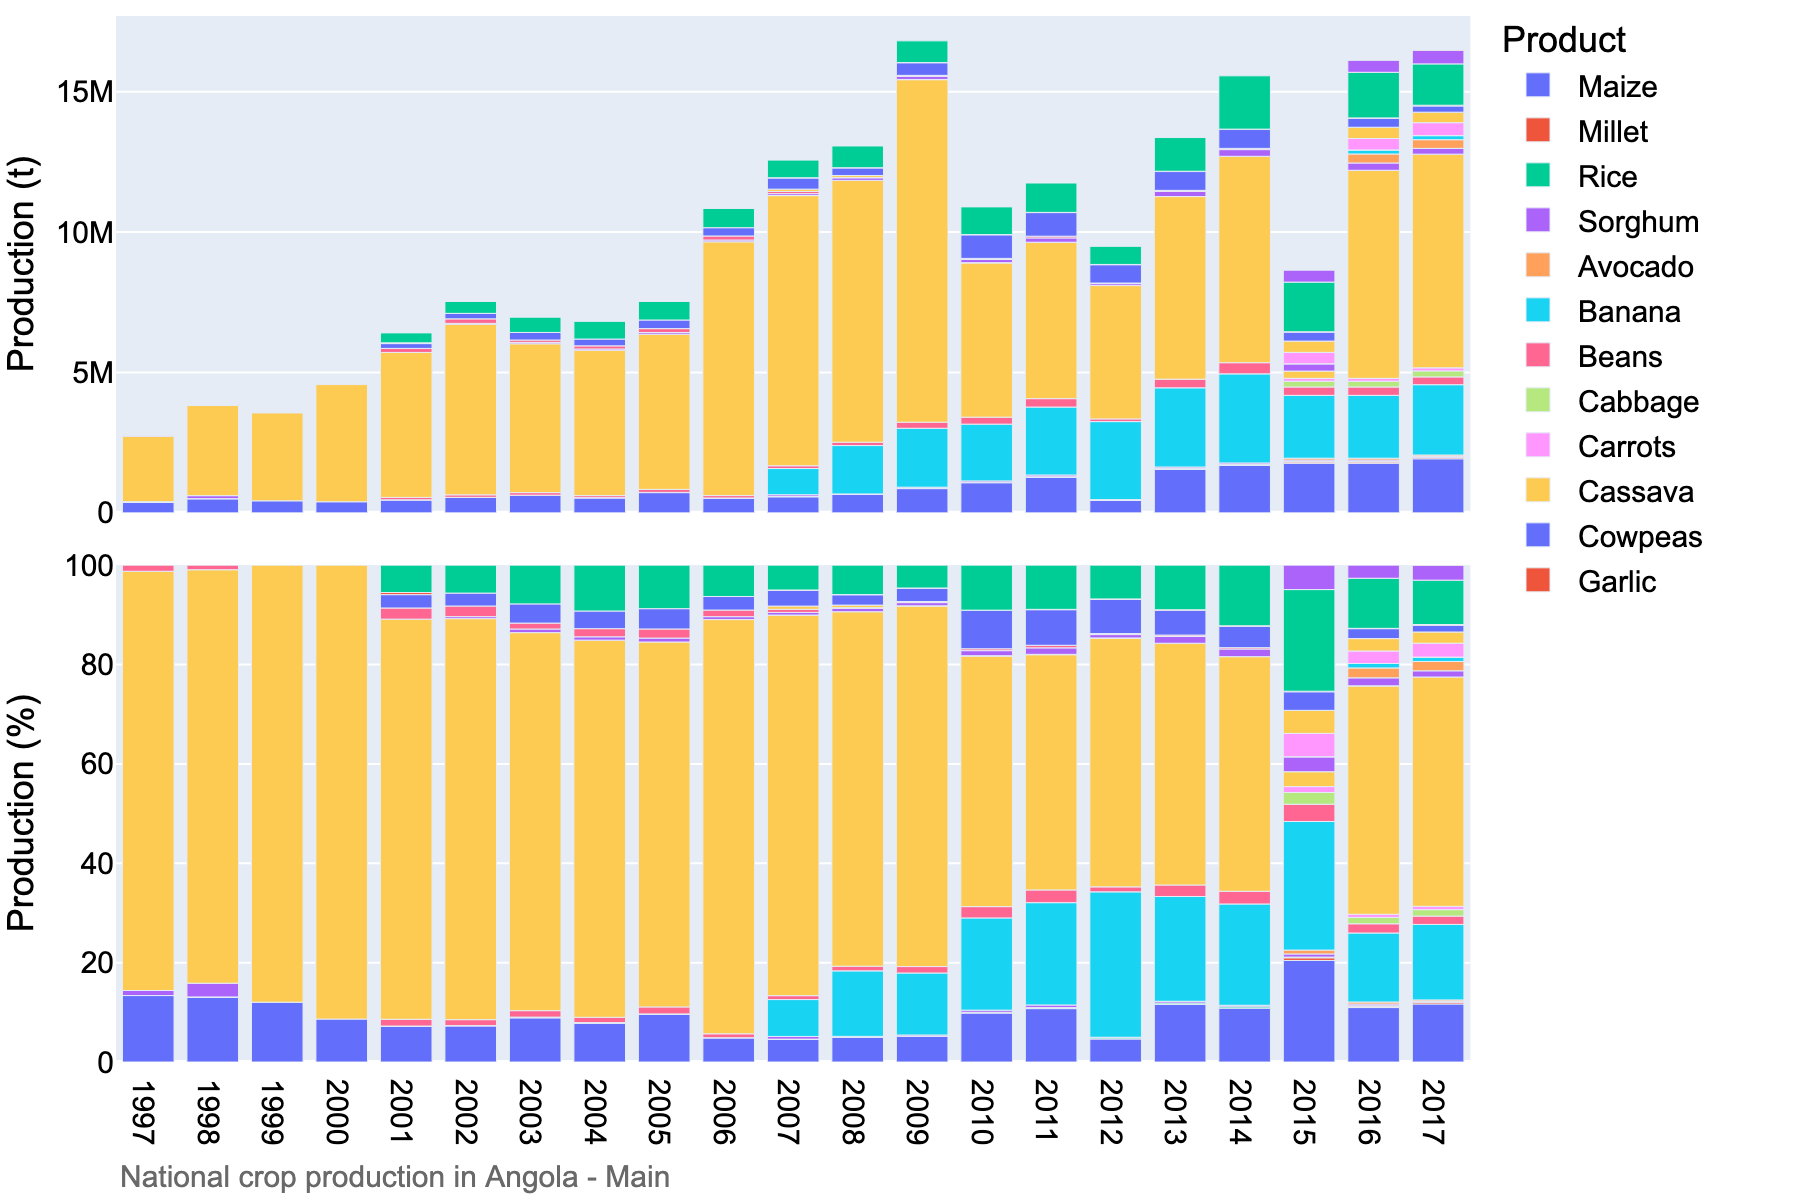 Product
Maize
Millet
Rice
Sorghum
Avocado
Banana
Beans
Cabbage
Carrots
Cassava
Cowpeas
Garlic
Production (t)
15M
10M
5M
0
Production (%)
100
80
60
40
20
0
1997
1998
1999
2000
2001
2002
2003
2004
2005
2006
2007
2008
2009
2010
2011
2012
2013
2014
2015
2016
2017
National crop production in Angola - Main